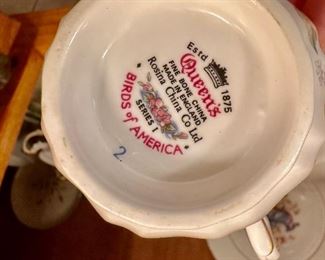 Estd 1875
Queen's
FINE BONE CHINA
MADE IN ENGLAND
Rosina China Co Ltd
SERIES I
BIRDS of AMERICA
2